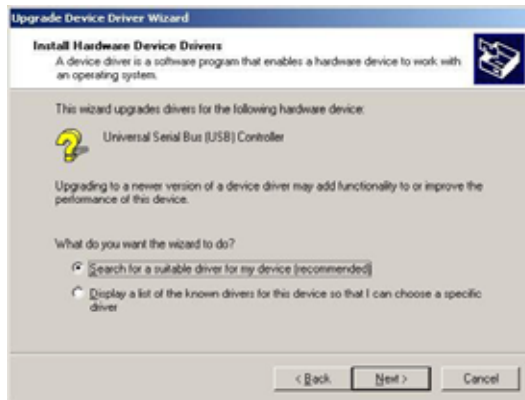 Upgrade Device Driver Wizard
Install Hardware Device Drivers
A device driver is a software program that enables a hardware device to work with
an operating system.
This wizard upgrades drivers for the following hardware device:
Universal Serial Bus (USB) Controller
Upgrading to a newer version of a device driver may add functionality to or improve the
performance of this device.
What do you want the wizard to do?
Search for a suitable driver for my device (recommended)
Display a list of the known drivers for this device so that I can choose a specific
driver
< Back Next > Cancel